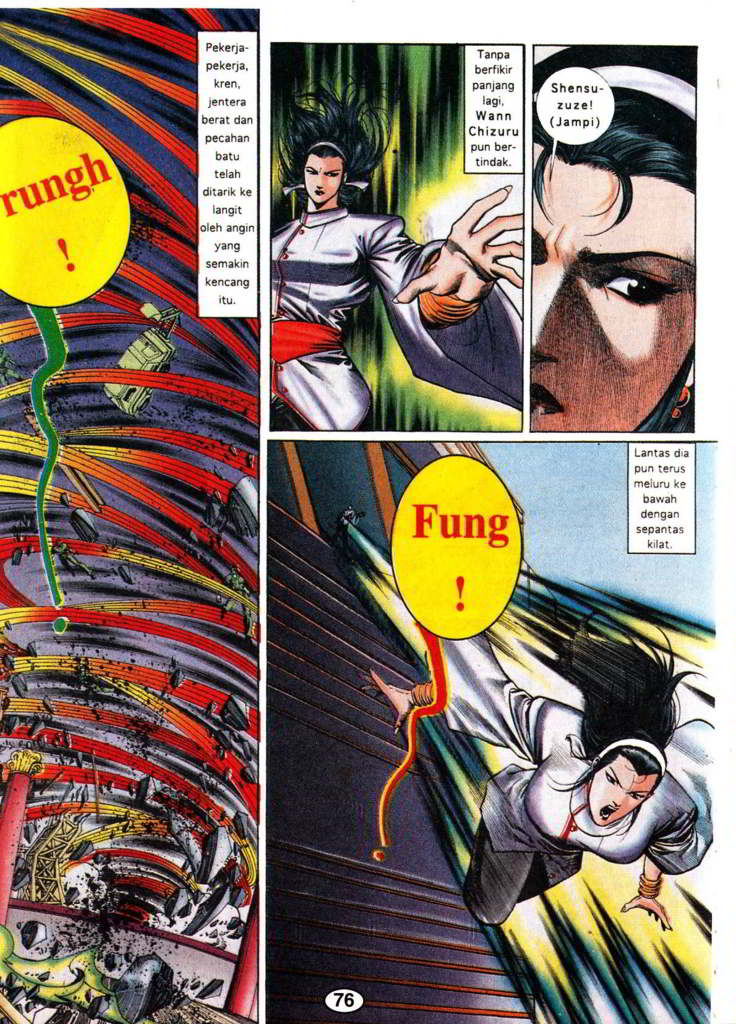 Pekerja-
pekerja,
kren,
jentera
berat dan
pecahan
batu
telah
ditarik ke
langit
oleh angin
yang
semakin
kencang
itu.
rungh
!
Tanpa
berfikir
panjang
lagi,
Wann
Chizuru
pun ber-
tindak.
Shensu-
zuze!
(Jampi)
Lantas dia
pun terus
meluru ke
bawah
dengan
sepantas
kilat.
Fung
!
76